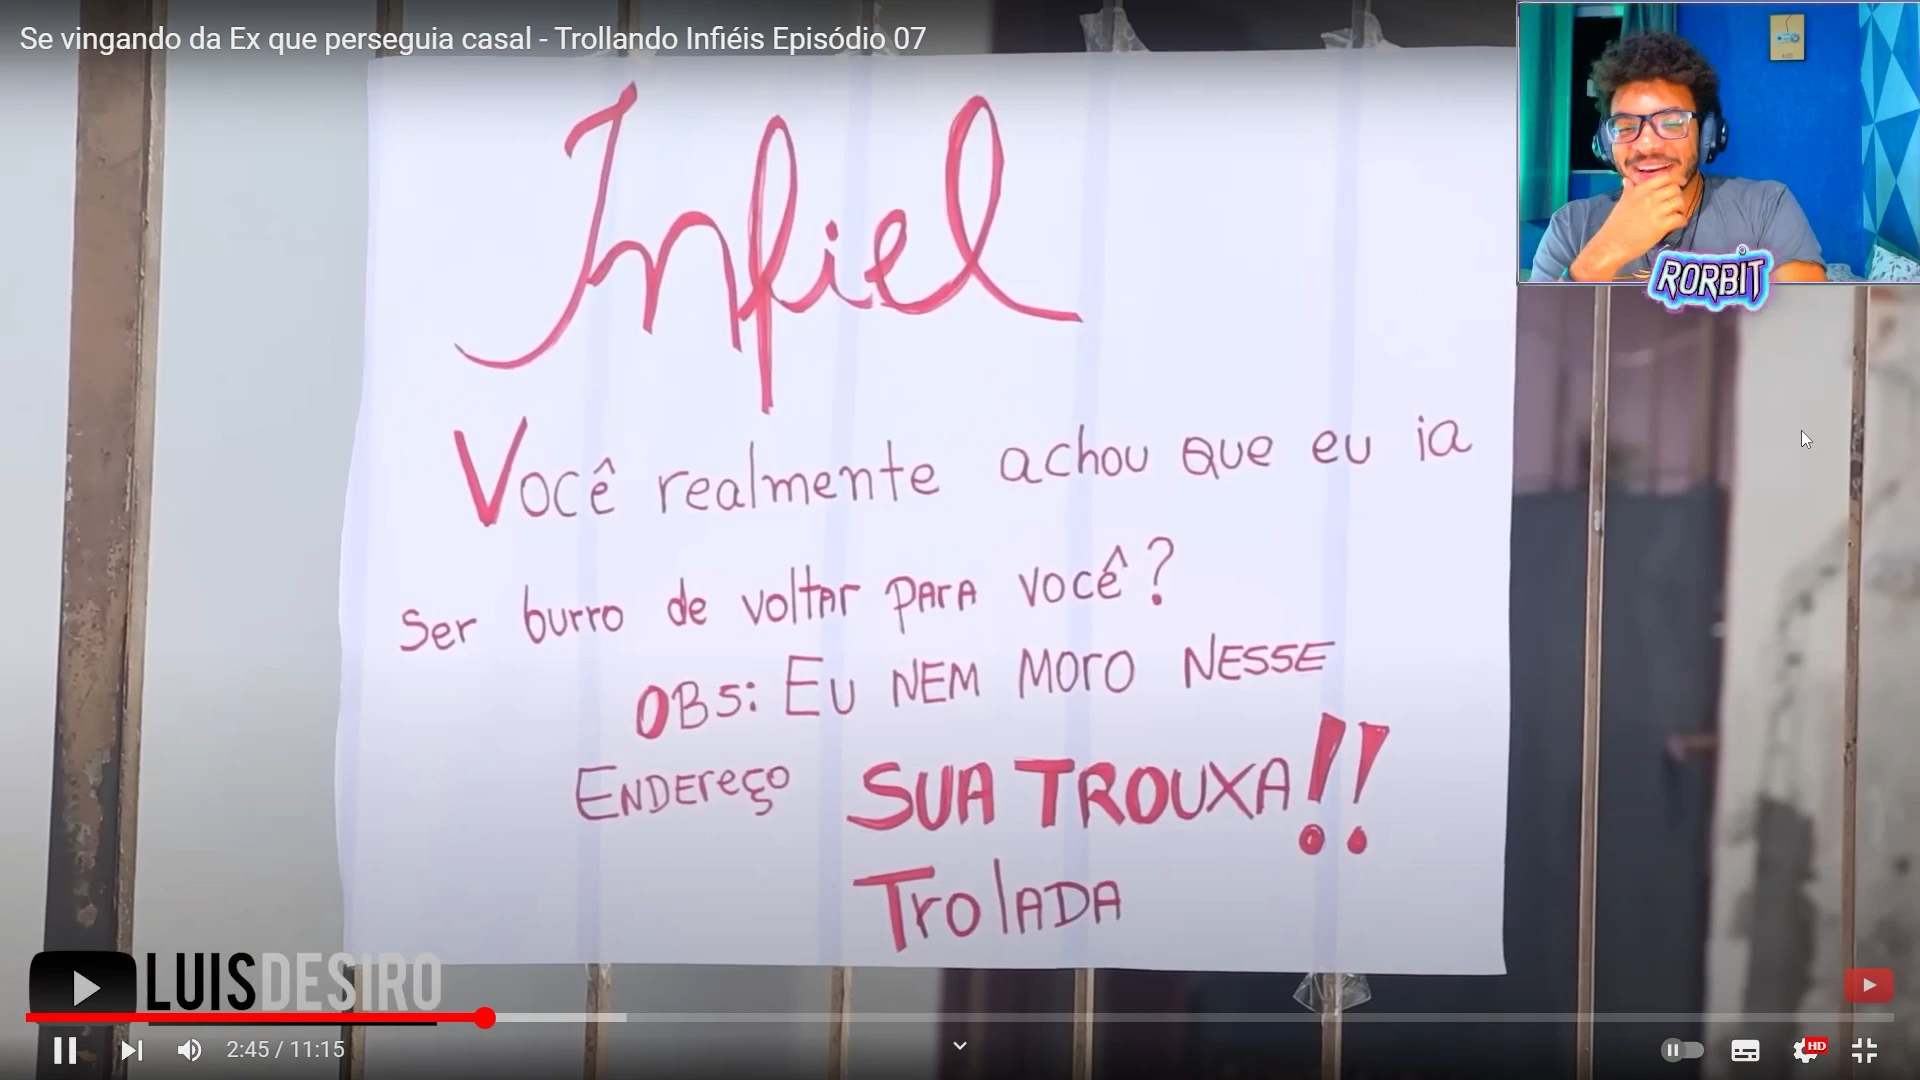 Se vingando da Ex que perseguia casal - Trollando Infiéis Episódio 07
RORBIT
Infiel
Você realmente achou que eu ia
Ser burro de voltar para você?
OBS: Eu NEM MOrO NESSE
ENDEreço SUA TROUXA!!
TrolADA
LUISDESIRO
2:45 / 11:15
HD